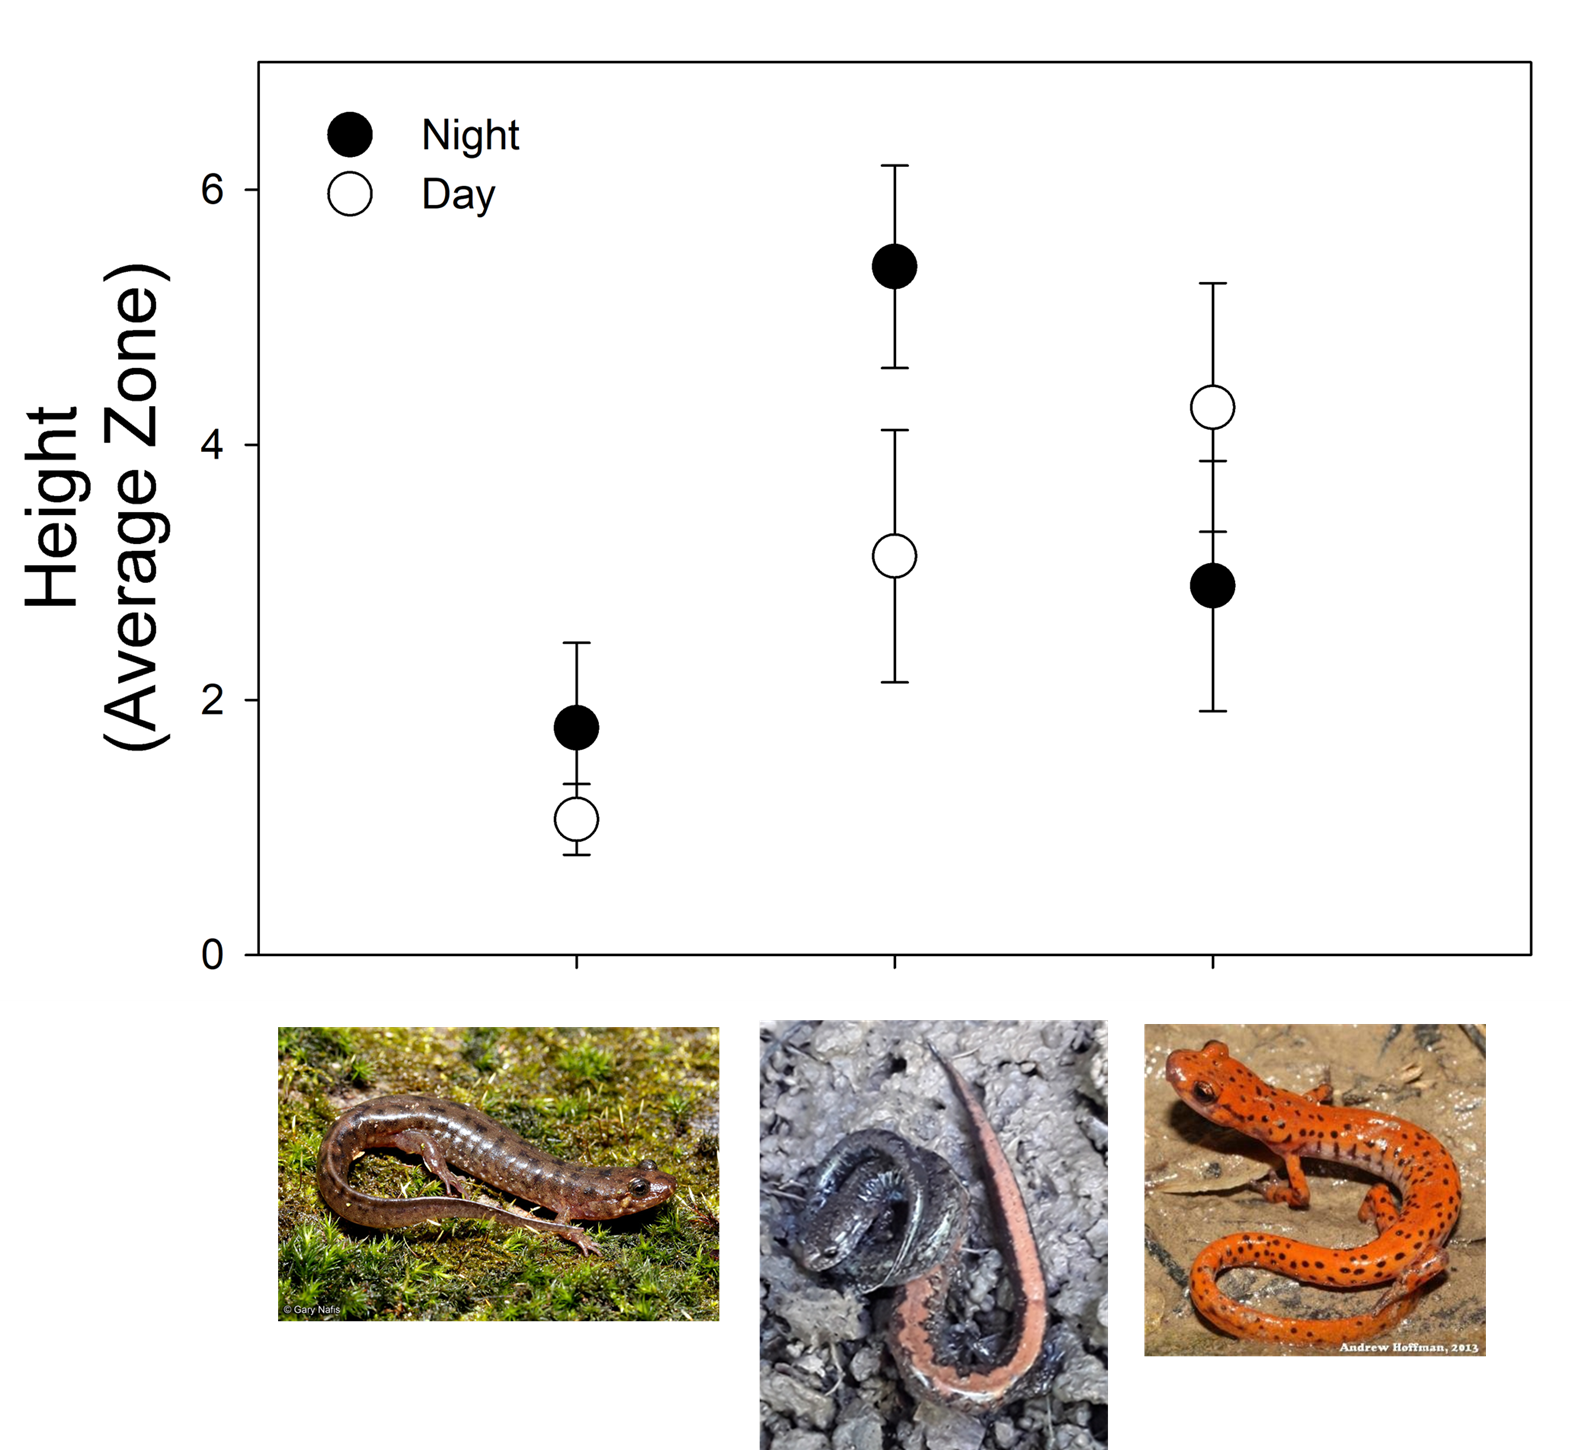 Night
Day
6
4
2
0
Height
(Average Zone)
© Gary Nafis
Andrew Hoffman, 2013